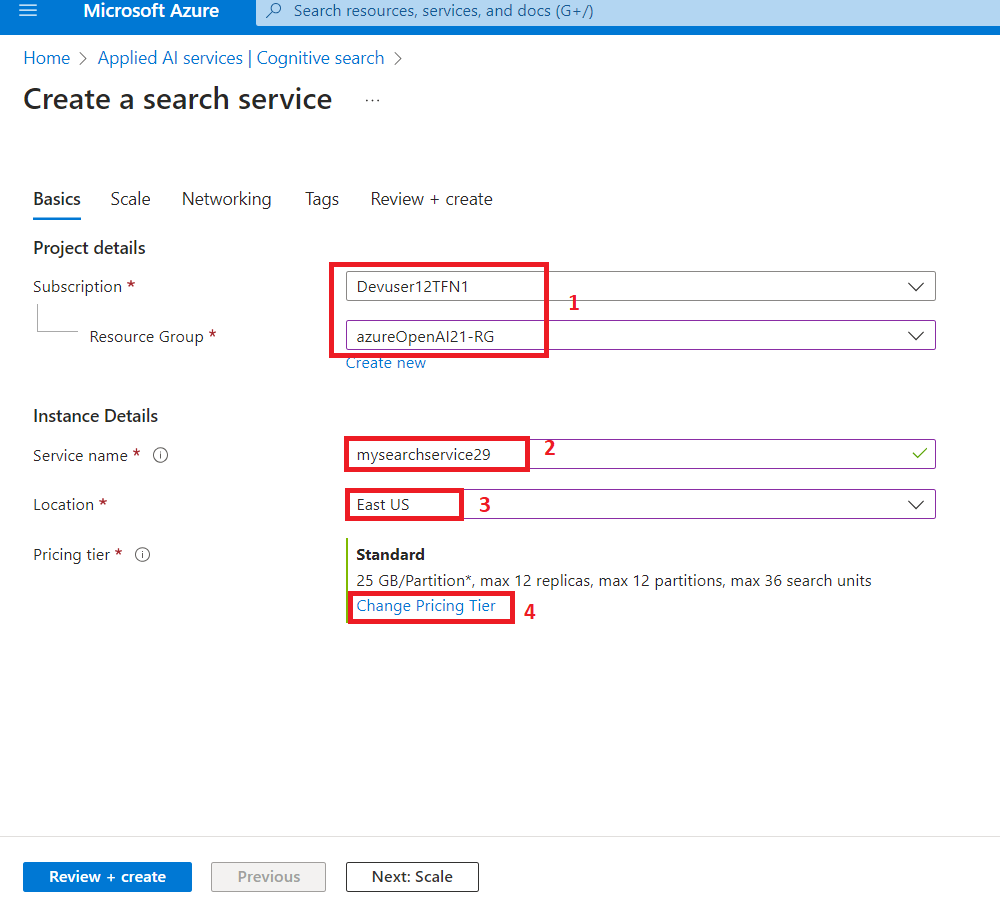 Microsoft Azure
Search resources, services, and docs (G+/)
Home > Applied AI services | Cognitive search >
Create a search service ...
Basics Scale Networking Tags Review + create
Project details
Subscription * Devuser12TFN1
1
Resource Group * azureOpenAI21-RG
Create new
Instance Details
Service name * mysearchservice29 2
Location * East US 3
Pricing tier * Standard
25 GB/Partition*, max 12 replicas, max 12 partitions, max 36 search units
Change Pricing Tier 4
Review + create Previous Next: Scale